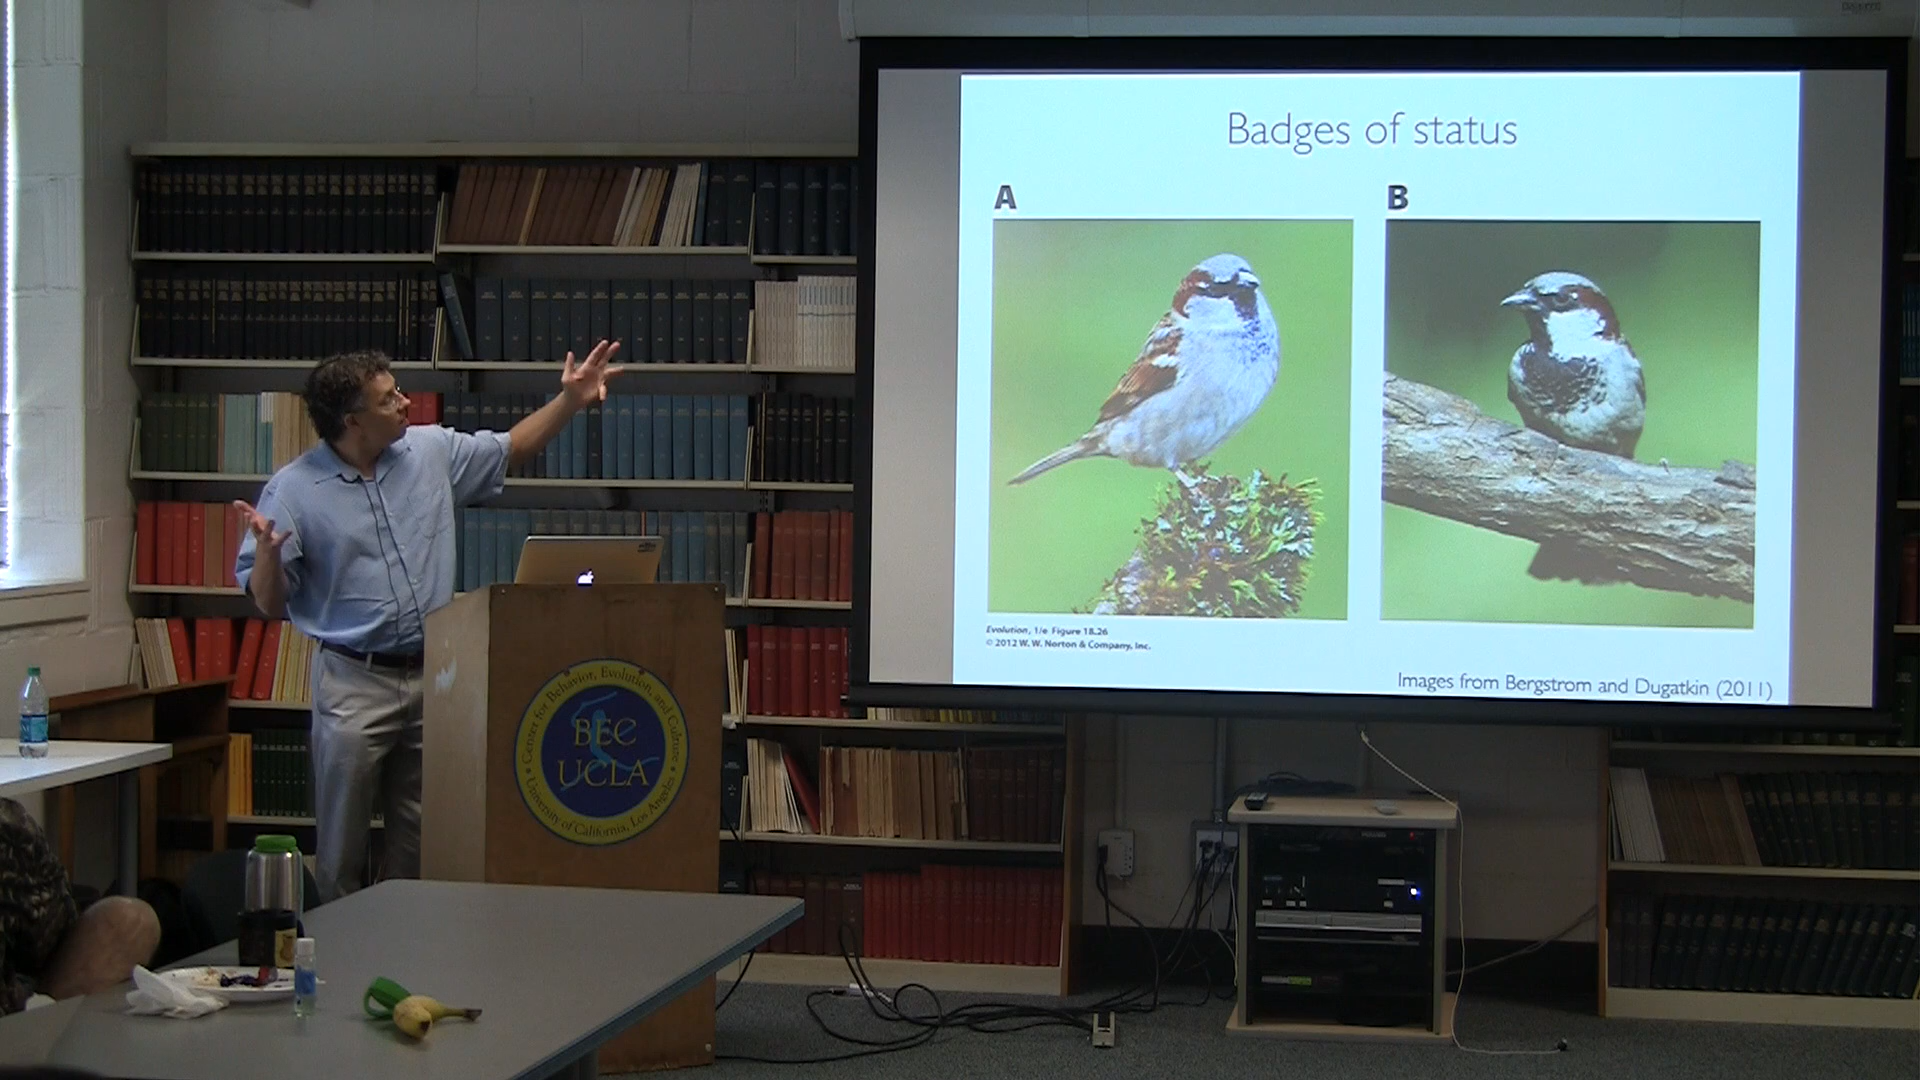 Badges of status
A
B
Evolution, 1/e Figure 18.26
© 2012 W. W. Norton & Company, Inc.
Images from Bergstrom and Dugatkin (2011)
Center for Behavior, Evolution, and Culture
BEC
UCLA
University of California, Los Angeles